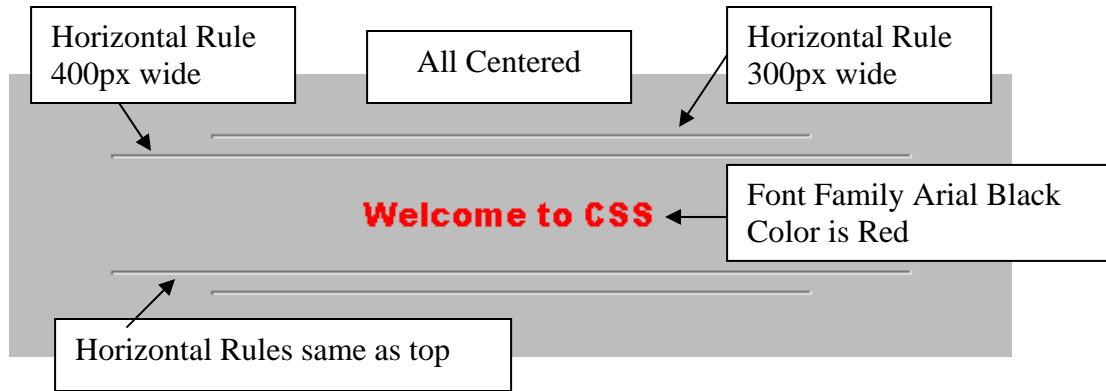 Horizontal Rule
400px wide
All Centered
Horizontal Rule
300px wide
Welcome to CSS
Font Family Arial Black
Color is Red
Horizontal Rules same as top